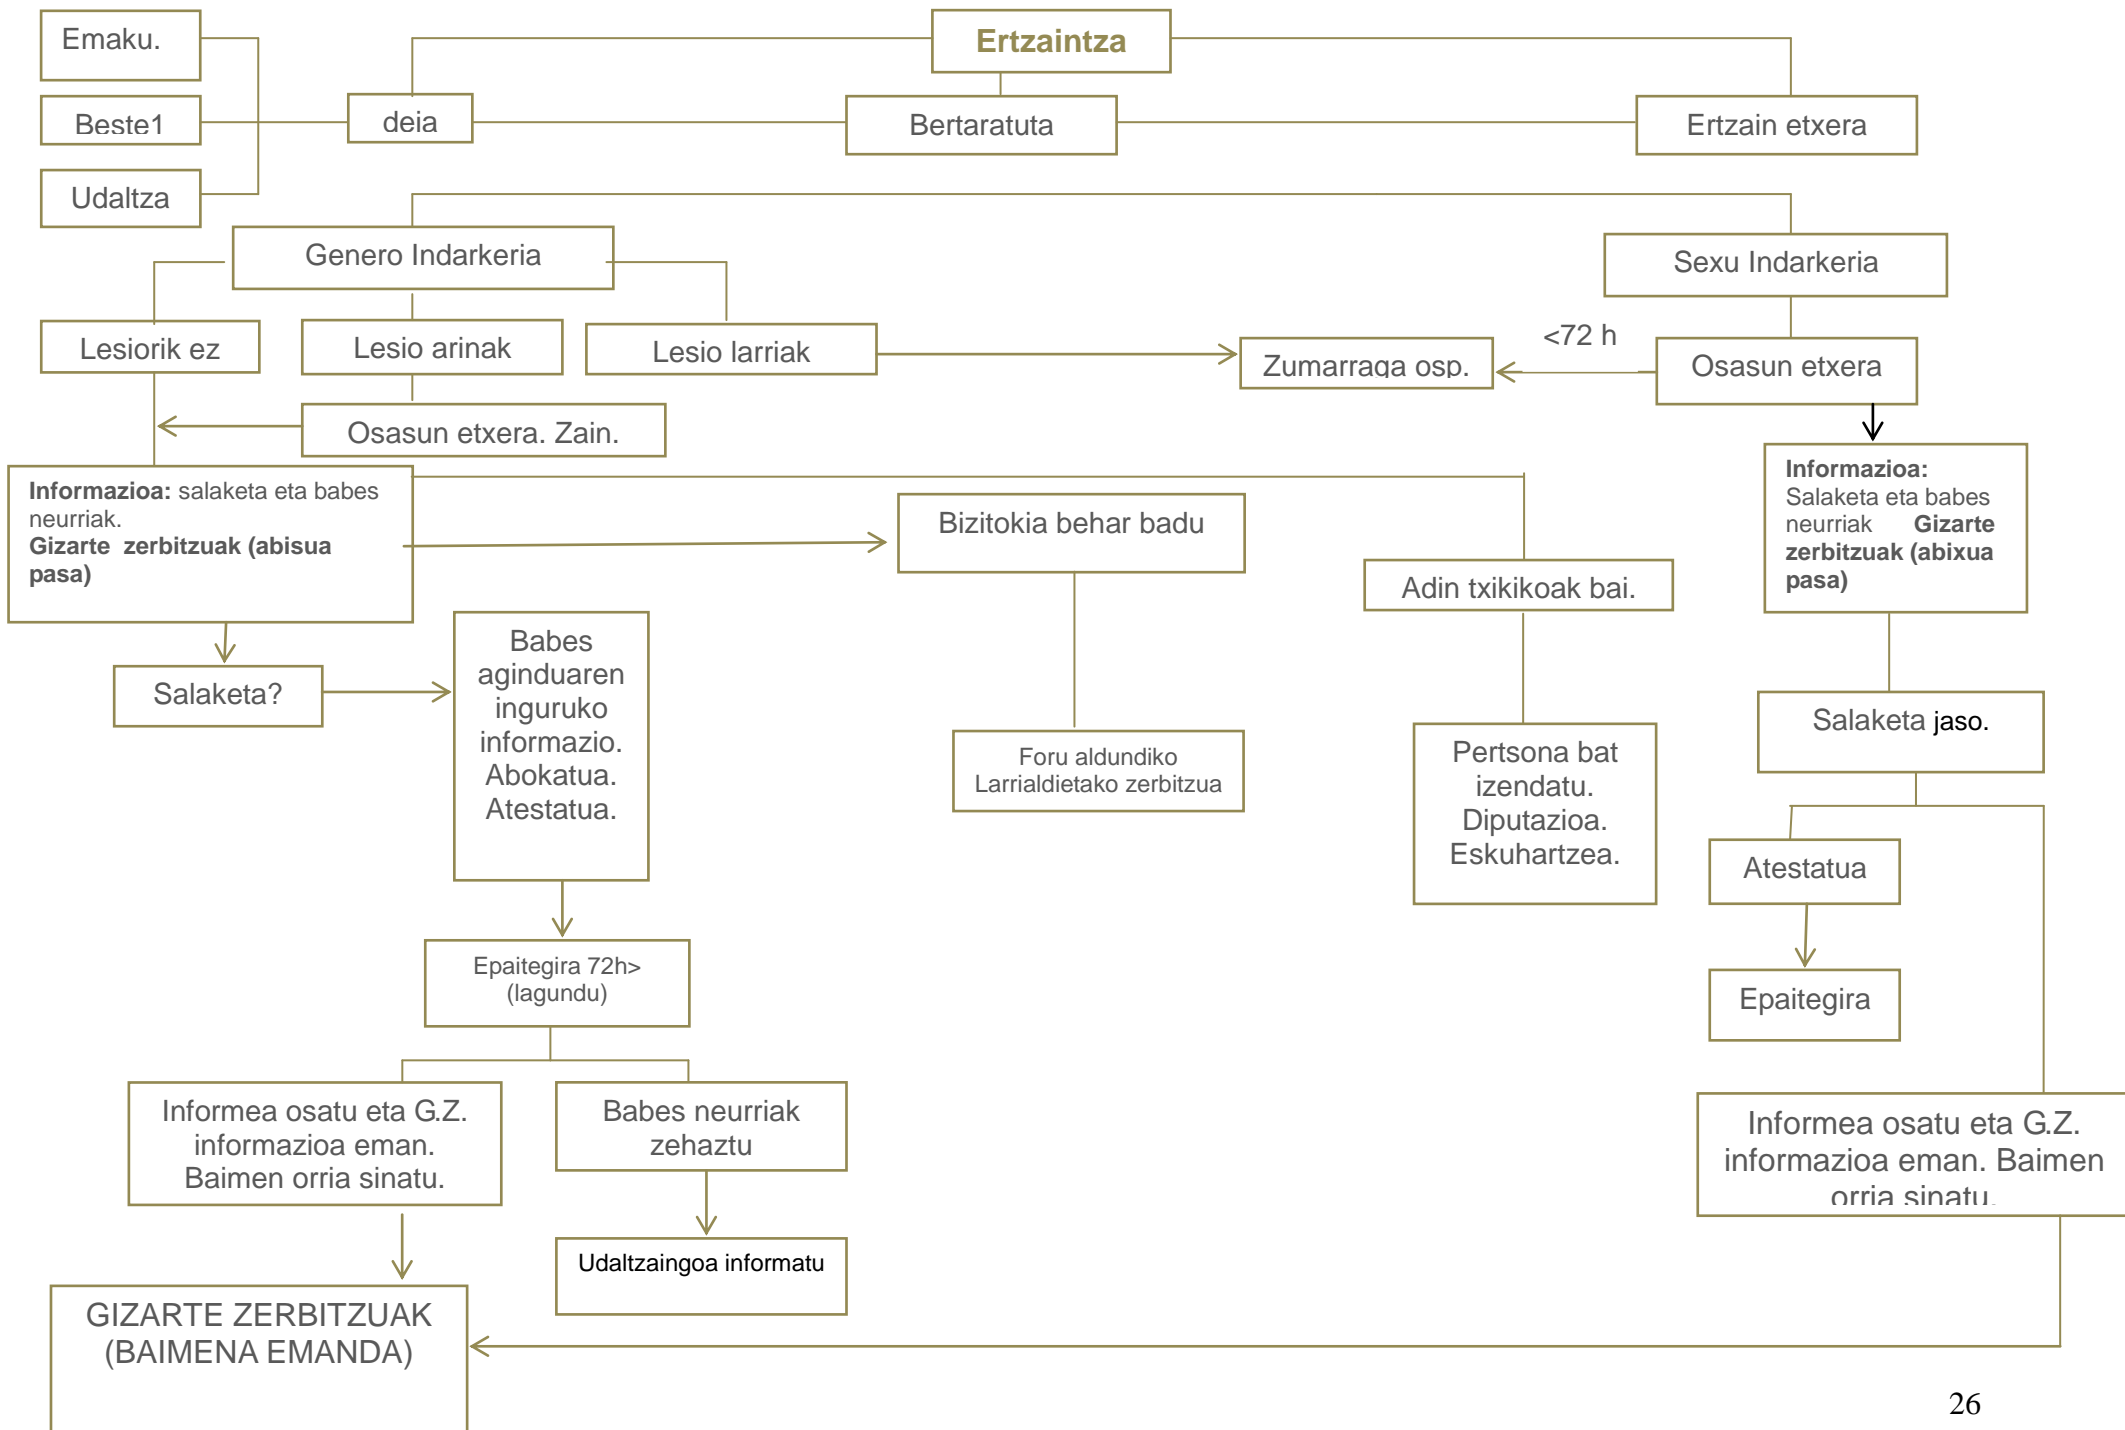 Emaku.
Ertzaintza
Beste1
deia
Bertaratuta
Ertzain etxera
Udaltza
Genero Indarkeria
Sexu Indarkeria
Lesiorik ez
Lesio arinak
Lesio larriak
Zumarraga osp.
<72 h
Osasun etxera
Osasun etxera. Zain.
Informazioa: salaketa eta babes
neurriak.
Gizarte zerbitzuak (abisua
pasa)
Bizitokia behar badu
Adin txikikoak bai.
Informazioa:
Salaketa eta babes
neurriak Gizarte
zerbitzuak (abixua
pasa)
Salaketa?
Babes
aginduaren
inguruko
informazio.
Abokatua.
Atestatua.
Foru aldundiko
Larrialdietako zerbitzua
Pertsona bat
izendatu.
Diputazioa.
Eskuhartzea.
Salaketa jaso.
Atestatua
Epaitegira
Epaitegira 72h>
(lagundu)
Informea osatu eta G.Z.
informazioa eman.
Baimen orria sinatu.
Babes neurriak
zehaztu
Informea osatu eta G.Z.
informazioa eman. Baimen
orria sinatu.
Udaltzaingoa informatu
GIZARTE ZERBITZUAK
(BAIMENA EMANDA)
26